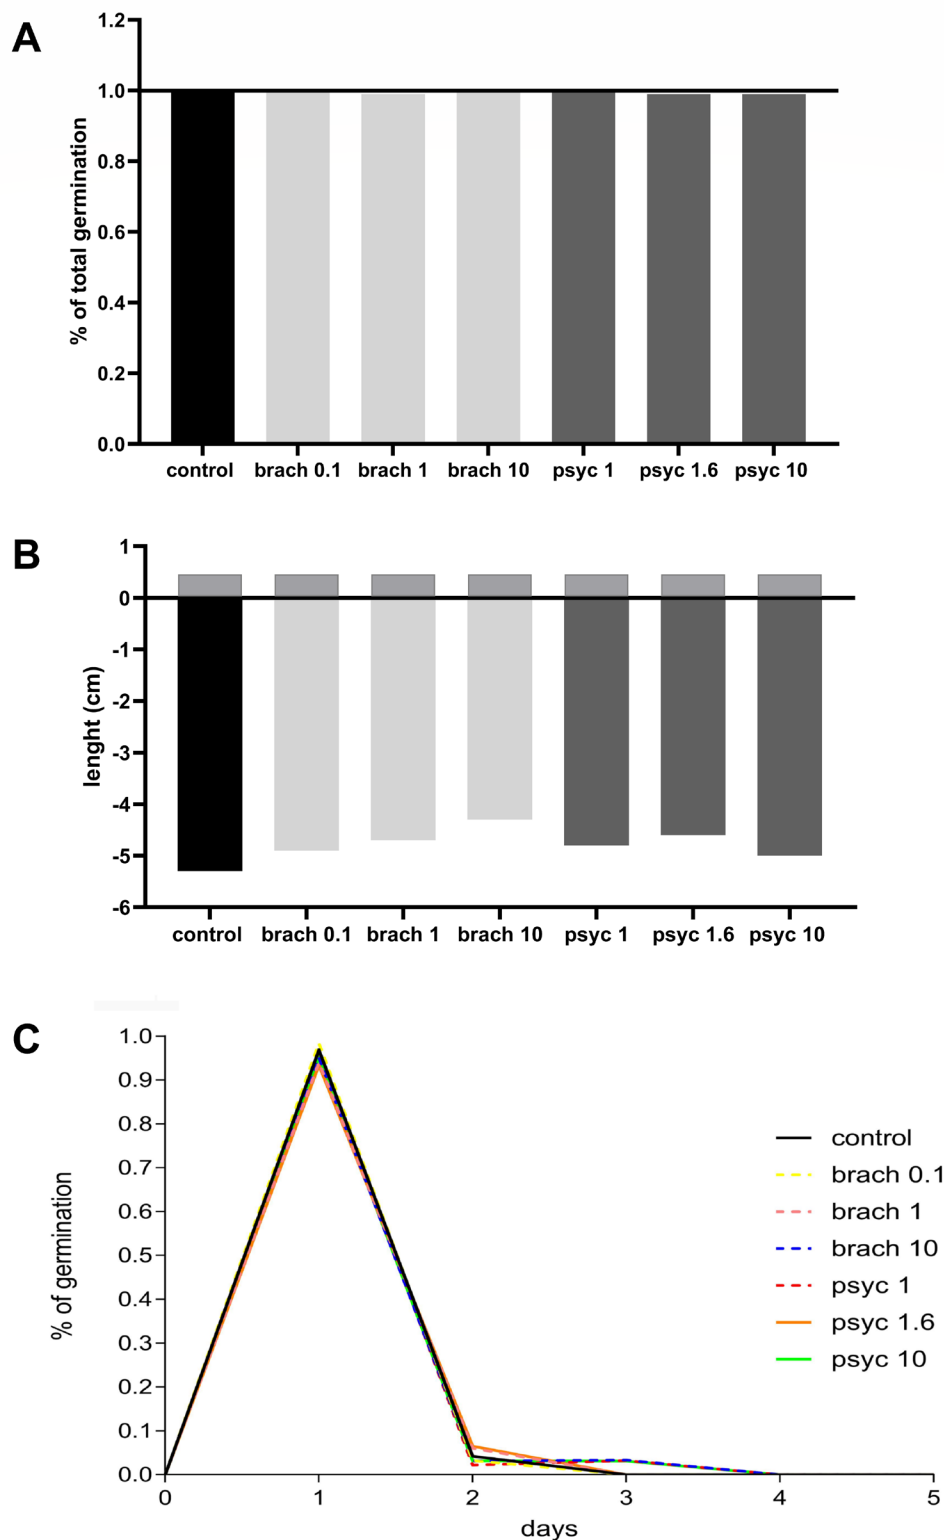 A
% of total germination
1.2
1.0
0.8
0.6
0.4
0.2
0.0
control brach 0.1 brach 1 brach 10 psyc 1 psyc 1.6 psyc 10
B
lenght (cm)
1
0
-1
-2
-3
-4
-5
-6
control brach 0.1 brach 1 brach 10 psyc 1 psyc 1.6 psyc 10
C
% of germination
1.0
0.9
0.8
0.7
0.6
0.5
0.4
0.3
0.2
0.1
0.0
0 1 2 3 4 5
days
control
brach 0.1
brach 1
brach 10
psyc 1
psyc 1.6
psyc 10